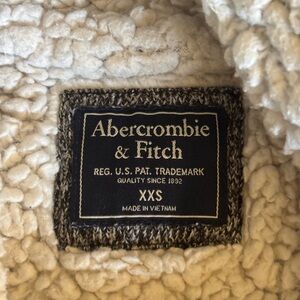 Abercrombie
& Fitch
REG. U.S. PAT. TRADEMARK
QUALITY SINCE 1892
XXS
MADE IN VIETNAM